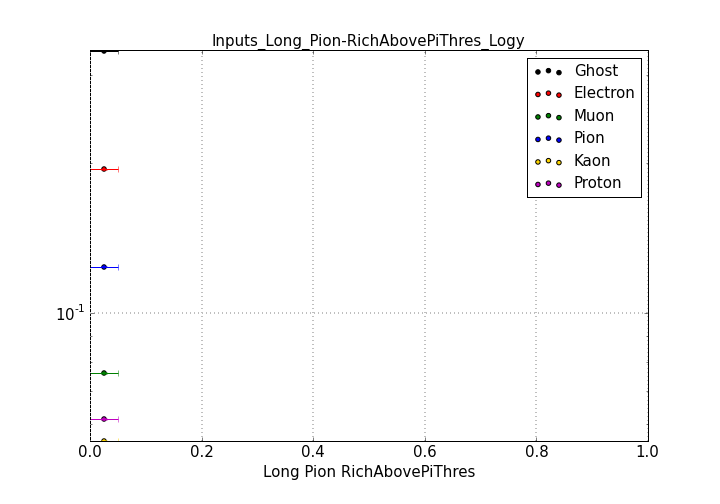 Inputs_Long_Pion-RichAbovePiThres_Logy
Ghost
Electron
Muon
Pion
Kaon
Proton
10^-1
0.0 0.2 0.4 0.6 0.8 1.0
Long Pion RichAbovePiThres